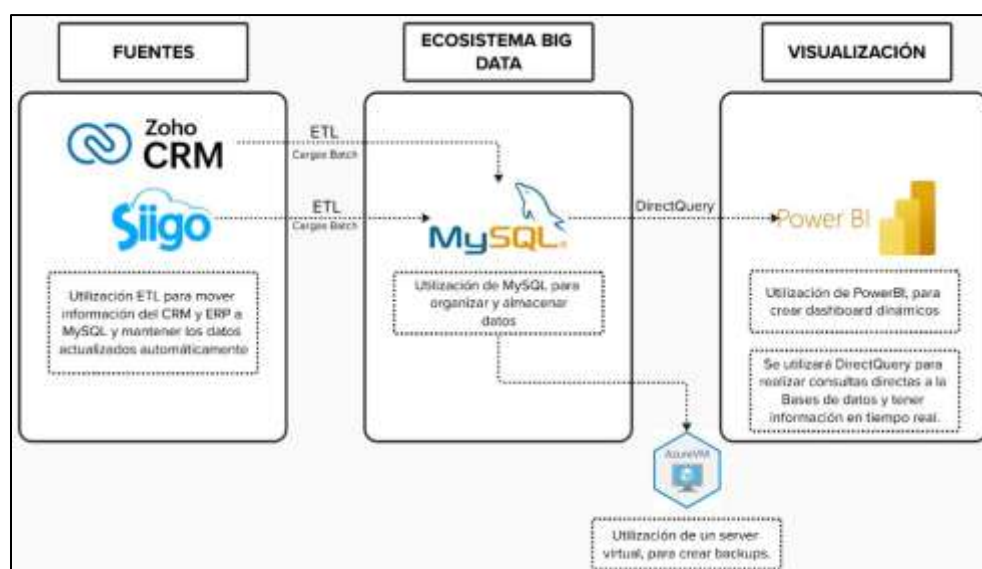 FUENTES
ECOSISTEMA BIG
DATA
VISUALIZACIÓN
Zoho
CRM
ETL
Cargas Batch
Siigo
ETL
Cargas Batch
MySQL
DirectQuery
Power BI
Utilización ETL para mover
información del CRM y ERP a
MySQL y mantener los datos
actualizados automáticamente
Utilización de MySQL para
organizar y almacenar
datos
Utilización de PowerBI, para
crear dashboard dinámicos
Se utilizará DirectQuery para
realizar consultas directas a la
Bases de datos y tener
información en tiempo real.
AzureVM
Utilización de un server
virtual, para crear backups.